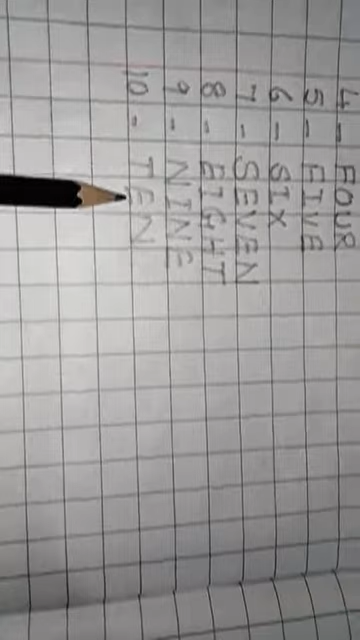 4 - FOUR
5 - FIVE
6 - SIX
7 - SEVEN
8 - EIGHT
9 - NINE
10 - TEN